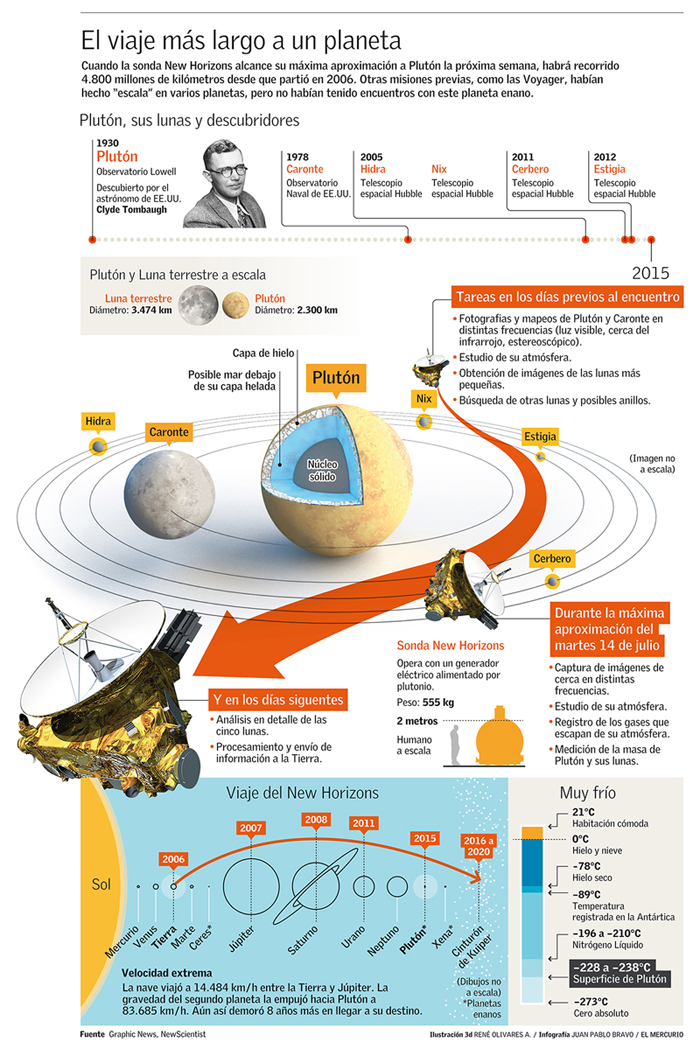 El viaje más largo a un planeta
Cuando la sonda New Horizons alcance su máxima aproximación a Plutón la próxima semana, habrá recorrido
4.800 millones de kilómetros desde que partió en 2006. Otras misiones previas, como las Voyager, habían
hecho "escala" en varios planetas, pero no habían tenido encuentros con este planeta enano.
Plutón, sus lunas y descubridores
1930
Plutón
Observatorio Lowell
Descubierto por el
astrónomo de EE.UU.
Clyde Tombaugh
1978
Caronte
Observatorio
Naval de EE.UU.
2005
Hidra
Telescopio
espacial Hubble
Nix
Telescopio
espacial Hubble
2011
Cerbero
Telescopio
espacial Hubble
2012
Estigia
Telescopio
espacial Hubble
2015
Plutón y Luna terrestre a escala
Luna terrestre
Diámetro: 3.474 km
Plutón
Diámetro: 2.300 km
Tareas en los días previos al encuentro
• Fotografias y mapeos de Plutón y Caronte en
distintas frecuencias (luz visible, cerca del
infrarrojo, estereoscópico).
• Estudio de su atmósfera.
• Obtención de imágenes de las lunas más
pequeñas.
• Búsqueda de otras lunas y posibles anillos.
Capa de hielo
Posible mar debajo
de su capa helada
Plutón
Núcleo
sólido
Hidra
Caronte
Nix
Estigia
(Imagen no
a escala)
Cerbero
Durante la máxima
aproximación del
martes 14 de julio
• Captura de imágenes de
cerca en distintas
frecuencias.
• Estudio de su atmósfera.
• Registro de los gases que
escapan de su atmósfera.
• Medición de la masa de
Plutón y sus lunas.
Sonda New Horizons
Opera con un generador
eléctrico alimentado por
plutonio.
Peso: 555 kg
2 metros
Humano
a escala
Y en los días siguentes
• Análisis en detalle de las
cinco lunas.
• Procesamiento y envío de
información a la Tierra.
Viaje del New Horizons
Sol
2006
2007
2008
2011
2015
2016 a
2020
Mercurio
Venus
Tierra
Marte
Ceres*
Júpiter
Saturno
Urano
Neptuno
Plutón*
Xena*
Cinturón
de Kuiper
Velocidad extrema
La nave viajó a 14.484 km/h entre la Tierra y Júpiter. La
gravedad del segundo planeta la empujó hacia Plutón a
83.685 km/h. Aún así demoró 8 años más en llegar a su destino.
(Dibujos no
a escala)
*Planetas
enanos
Muy frío
21°C
Habitación cómoda
0°C
Hielo y nieve
–78°C
Hielo seco
–89°C
Temperatura
registrada en la Antártica
–196 a –210°C
Nitrógeno Líquido
–228 a –238°C
Superficie de Plutón
–273°C
Cero absoluto
Fuente Graphic News, NewScientist
Ilustración 3d RENÉ OLIVARES A. / Infografía JUAN PABLO BRAVO / EL MERCURIO